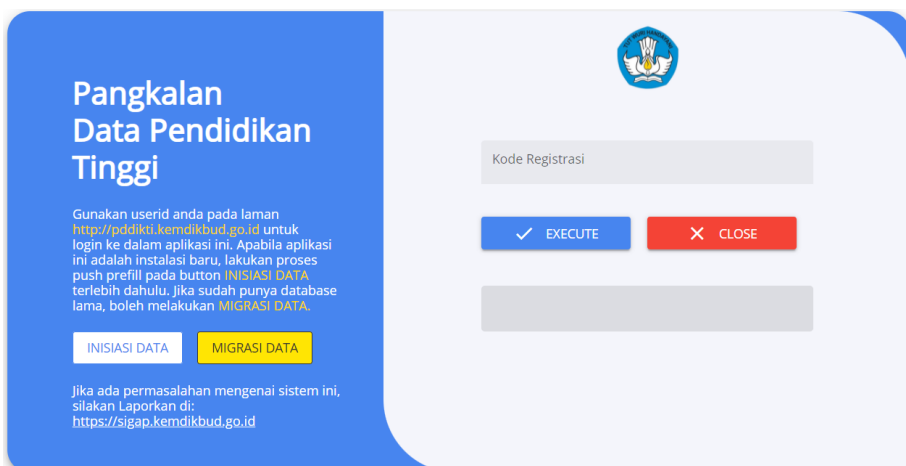 Pangkalan
Data Pendidikan
Tinggi
Gunakan userid anda pada laman
http://pddikti.kemdikbud.go.id untuk
login ke dalam aplikasi ini. Apabila aplikasi
ini adalah instalasi baru, lakukan proses
push prefill pada button INISIASI DATA
terlebih dahulu. Jika sudah punya database
lama, boleh melakukan MIGRASI DATA.
INISIASI DATA
MIGRASI DATA
Jika ada permasalahan mengenai sistem ini,
silakan Laporkan di:
https://sigap.kemdikbud.go.id
TUT WURI HANDAYANI
Kode Registrasi
EXECUTE
CLOSE